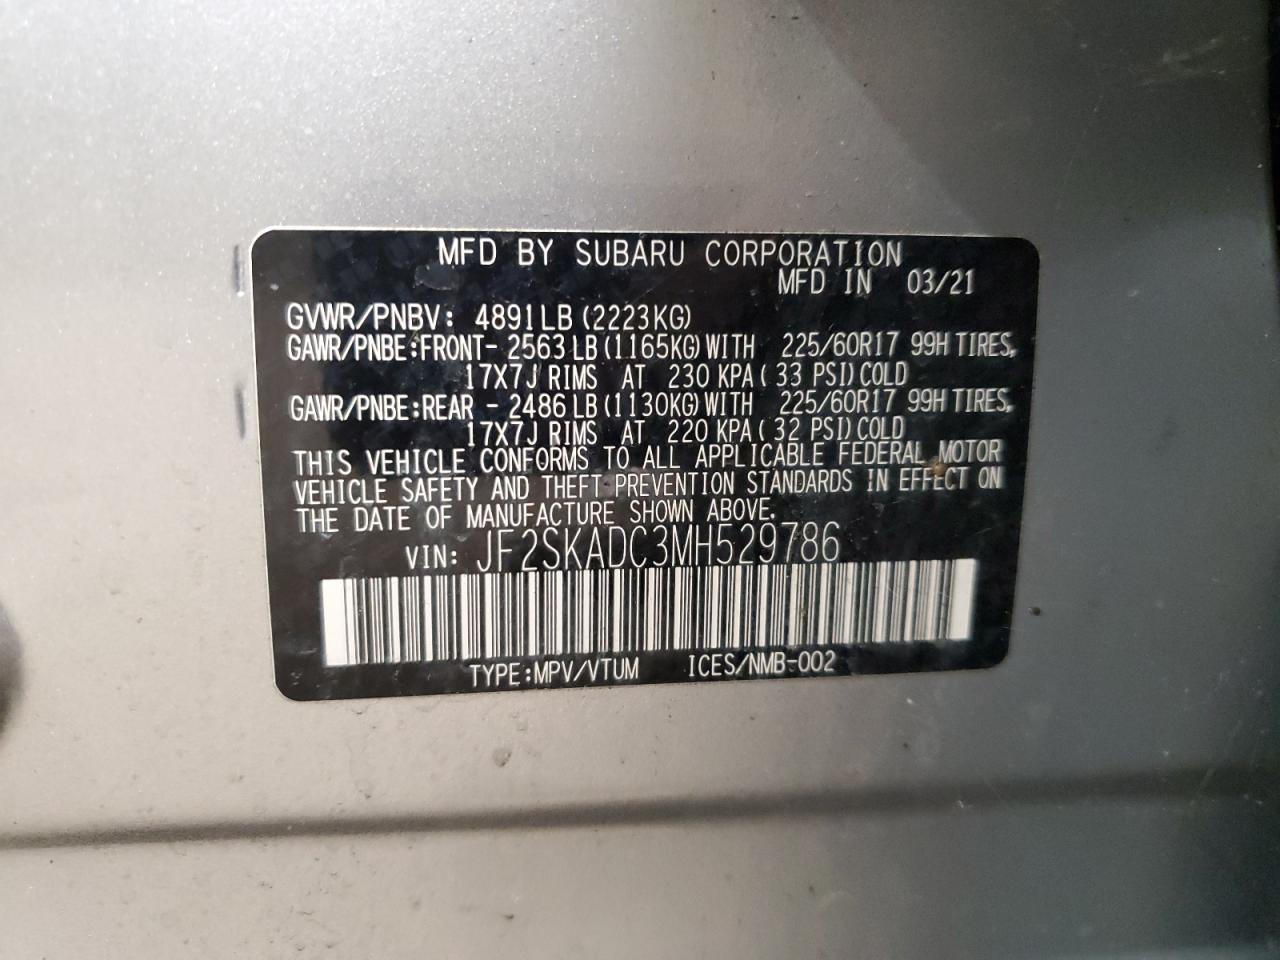 MFD BY SUBARU CORPORATION
MFD IN 03/21
GVWR/PNBV: 4891LB(2223KG)
GAWR/PNBE:FRONT- 2563LB(1165KG)WITH 225/60R17 99H TIRES,
17X7J RIMS AT 230 KPA( 33 PSI)COLD
GAWR/PNBE:REAR - 2486LB(1130KG)WITH 225/60R17 99H TIRES,
17X7J RIMS AT 220 KPA( 32 PSI)COLD
THIS VEHICLE CONFORMS TO ALL APPLICABLE FEDERAL MOTOR
VEHICLE SAFETY AND THEFT PREVENTION STANDARDS IN EFFECT ON
THE DATE OF MANUFACTURE SHOWN ABOVE.
VIN: JF2SKADC3MH529786
TYPE:MPV/VTUM ICES/NMB-002